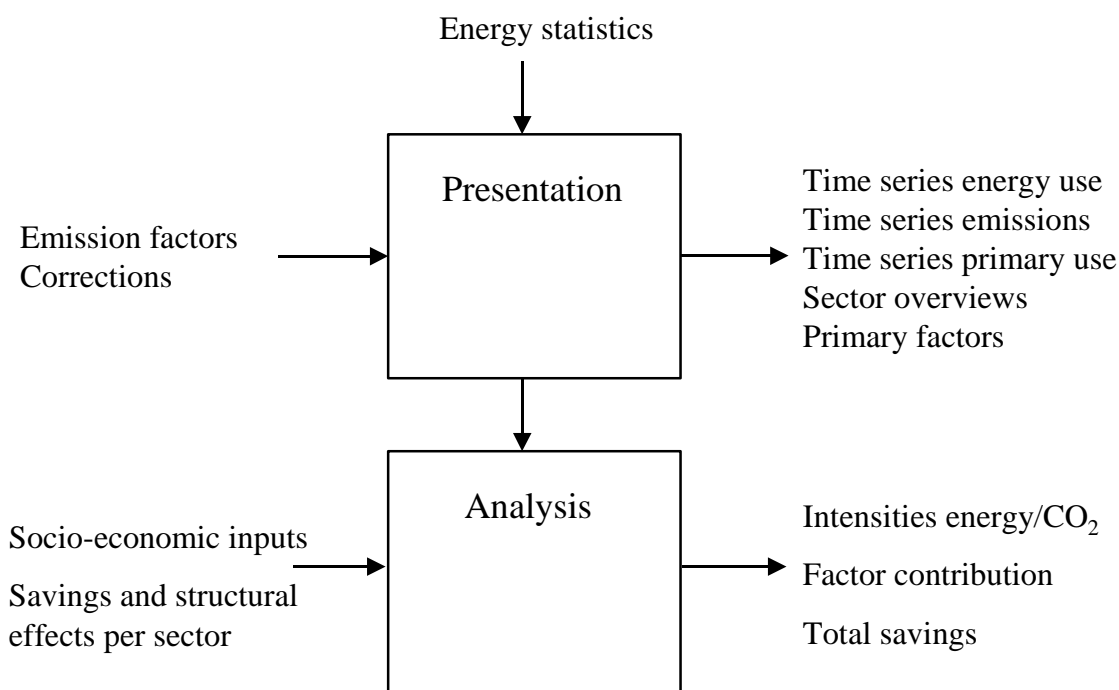 Energy statistics
Presentation
Emission factors
Corrections
Time series energy use
Time series emissions
Time series primary use
Sector overviews
Primary factors
Analysis
Socio-economic inputs
Savings and structural
effects per sector
Intensities energy/CO₂
Factor contribution
Total savings